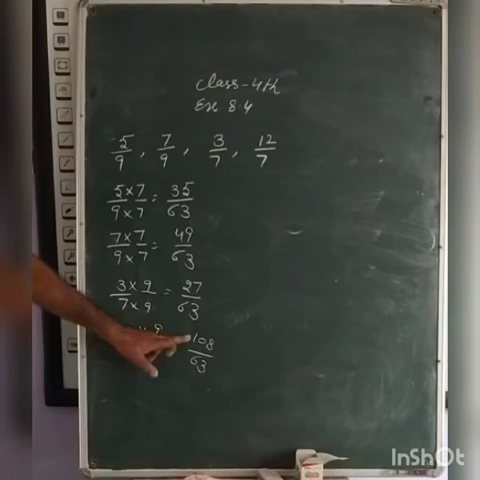 Class-4th
Ex 8 4
5/9, 7/9, 3/7, 12/7
5×7/9×7 = 35/63
7×7/9×7 = 49/63
3×9/7×9 = 27/63
×9 108/63
InShOt